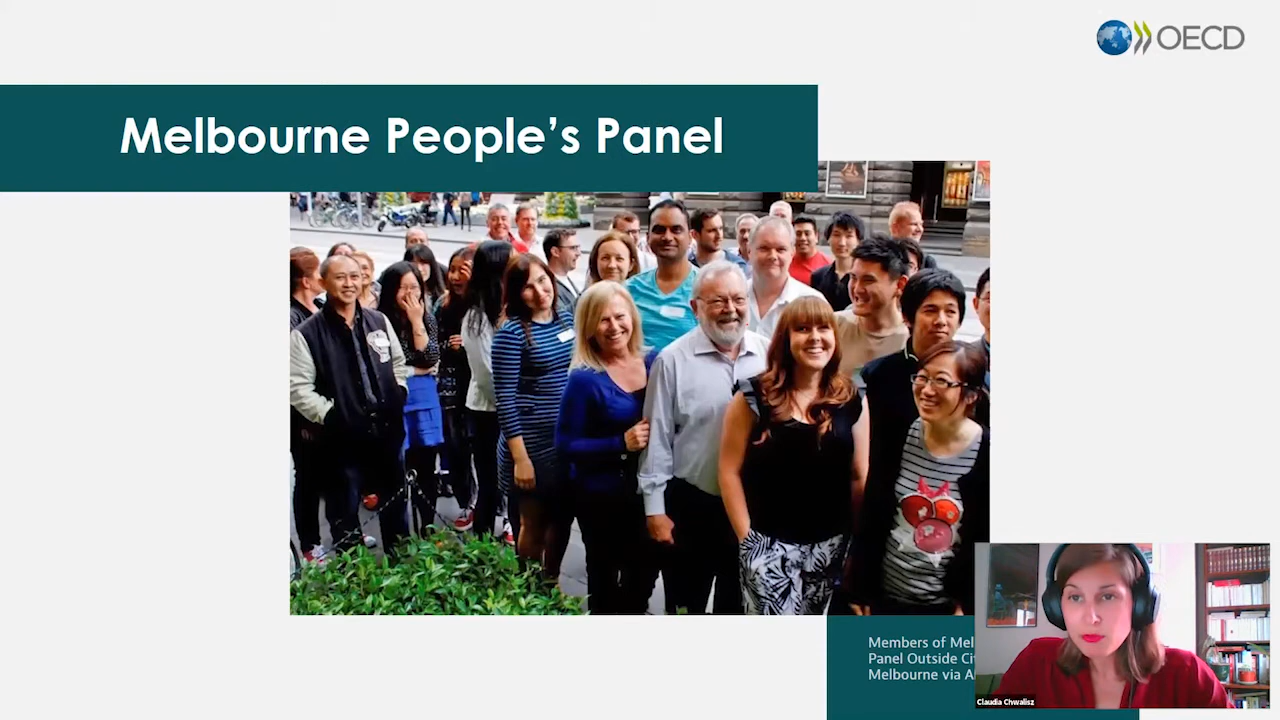 OECD
Melbourne People's Panel
Members of Mel
Panel Outside Ci
Melbourne via A
Claudia Chwalisz